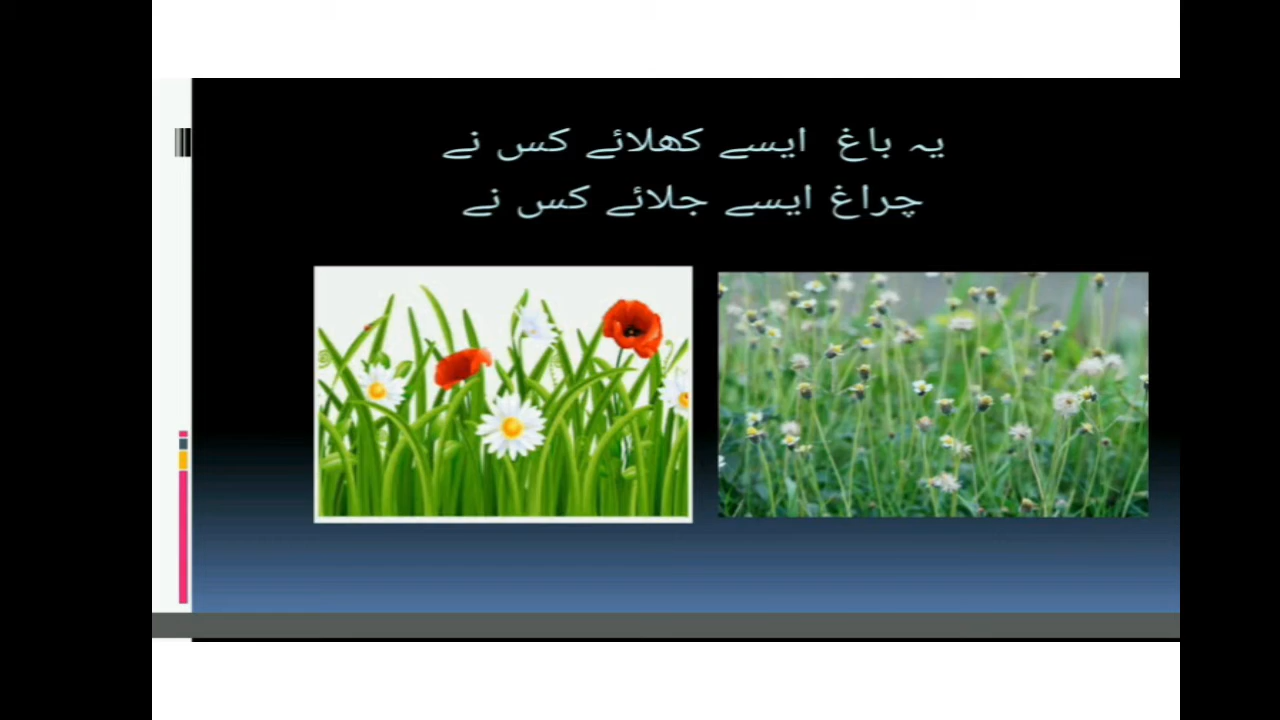 یہ باغ ایسے کھلائے کس نے
چراغ ایسے جلائے کس نے